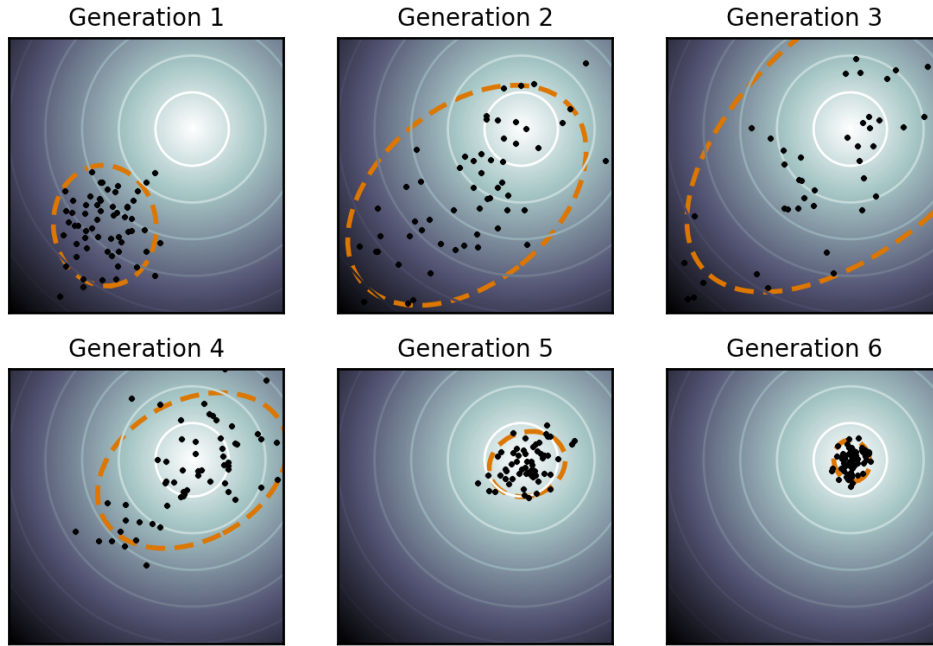 Generation 1
Generation 2
Generation 3
Generation 4
Generation 5
Generation 6